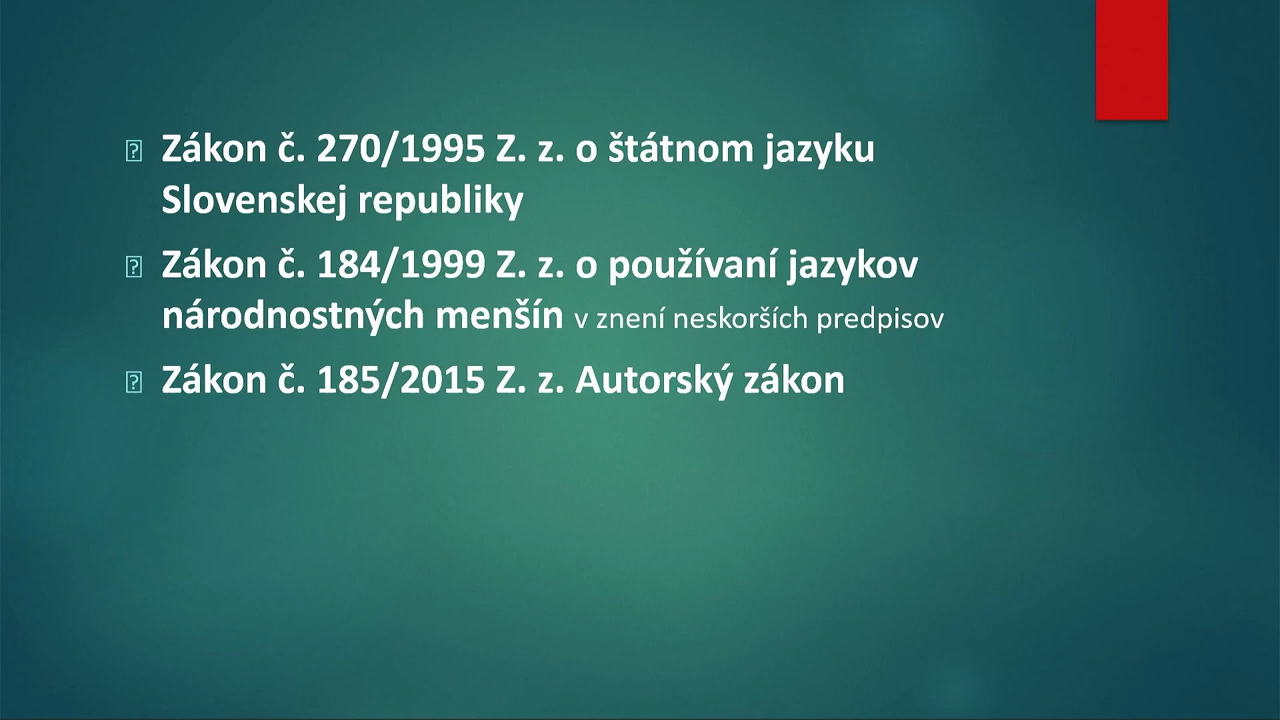 Zákon č. 270/1995 Z. z. o štátnom jazyku
Slovenskej republiky
Zákon č. 184/1999 Z. z. o používaní jazykov
národnostných menšín v znení neskorších predpisov
Zákon č. 185/2015 Z. z. Autorský zákon